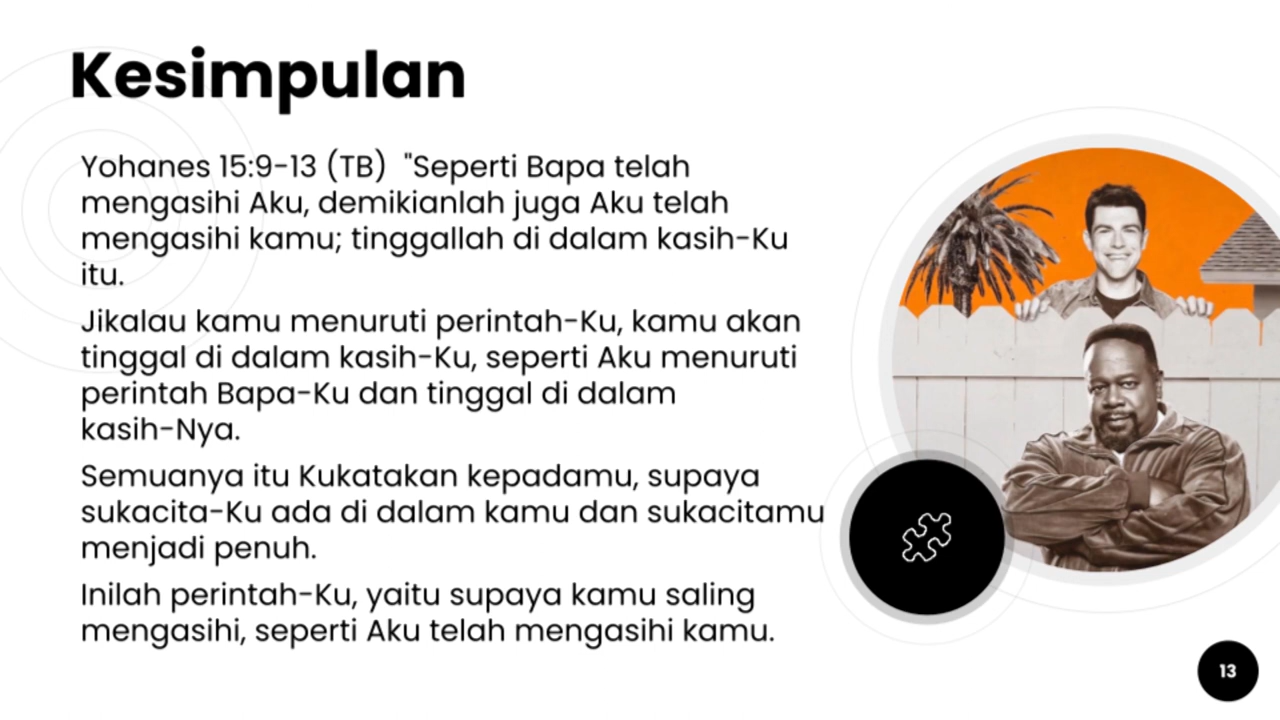 Kesimpulan
Yohanes 15:9-13 (TB)  "Seperti Bapa telah
mengasihi Aku, demikianlah juga Aku telah
mengasihi kamu; tinggallah di dalam kasih-Ku
itu.
Jikalau kamu menuruti perintah-Ku, kamu akan
tinggal di dalam kasih-Ku, seperti Aku menuruti
perintah Bapa-Ku dan tinggal di dalam
kasih-Nya.
Semuanya itu Kukatakan kepadamu, supaya
sukacita-Ku ada di dalam kamu dan sukacitamu
menjadi penuh.
Inilah perintah-Ku, yaitu supaya kamu saling
mengasihi, seperti Aku telah mengasihi kamu.
13